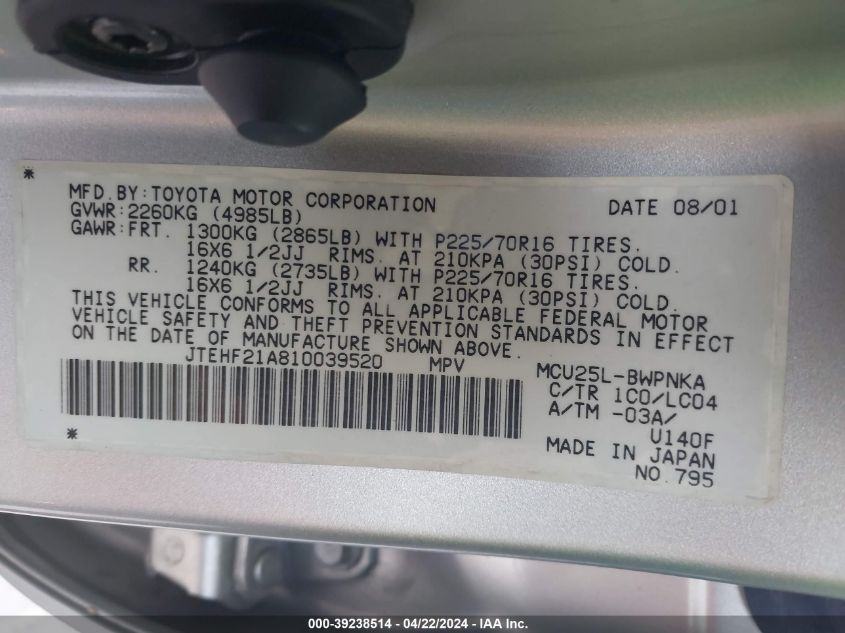 *
MFD.BY:TOYOTA MOTOR CORPORATION DATE 08/01
GVWR:2260KG (4985LB)
GAWR:FRT. 1300KG (2865LB) WITH P225/70R16 TIRES.
16X6 1/2JJ RIMS. AT 210KPA (30PSI) COLD.
RR. 1240KG (2735LB) WITH P225/70R16 TIRES.
16X6 1/2JJ RIMS. AT 210KPA (30PSI) COLD.
THIS VEHICLE CONFORMS TO ALL APPLICABLE FEDERAL MOTOR
VEHICLE SAFETY AND THEFT PREVENTION STANDARDS IN EFFECT
ON THE DATE OF MANUFACTURE SHOWN ABOVE.
JTEHF21A810039520 MPV
MCU25L-BWPNKA
C/TR 1C0/LC04
A/TM -03A/
U140F
*
MADE IN JAPAN
NO.795
000-39238514 - 04/22/2024 - IAA Inc.